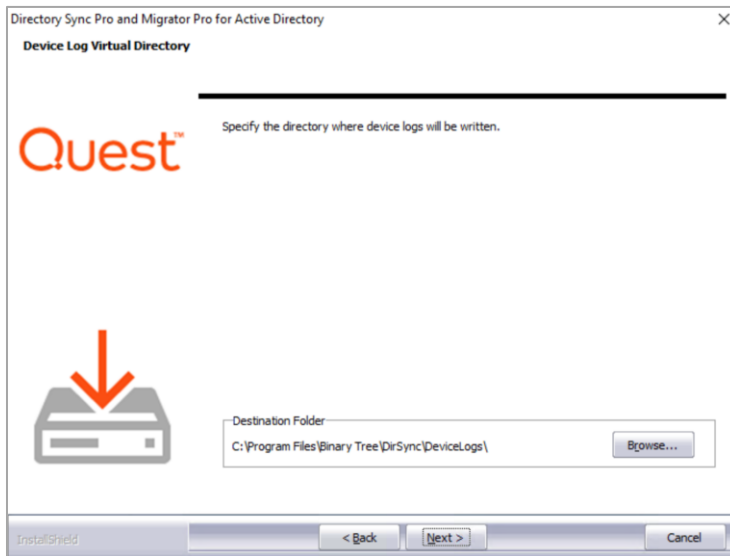 Directory Sync Pro and Migrator Pro for Active Directory
Device Log Virtual Directory
Specify the directory where device logs will be written.
Quest™
Destination Folder
C:\Program Files\Binary Tree\DirSync\DeviceLogs\
Browse...
InstallShield
< Back
Next >
Cancel